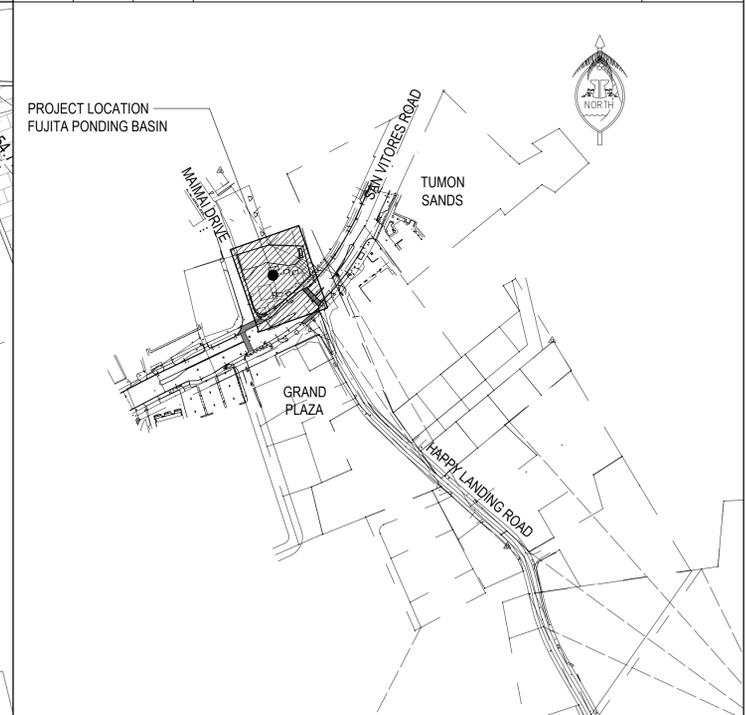 PROJECT LOCATION
FUJITA PONDING BASIN
MAIMAI DRIVE
SAN VITORES ROAD
TUMON
SANDS
NORTH
GRAND
PLAZA
HAPPY LANDING ROAD